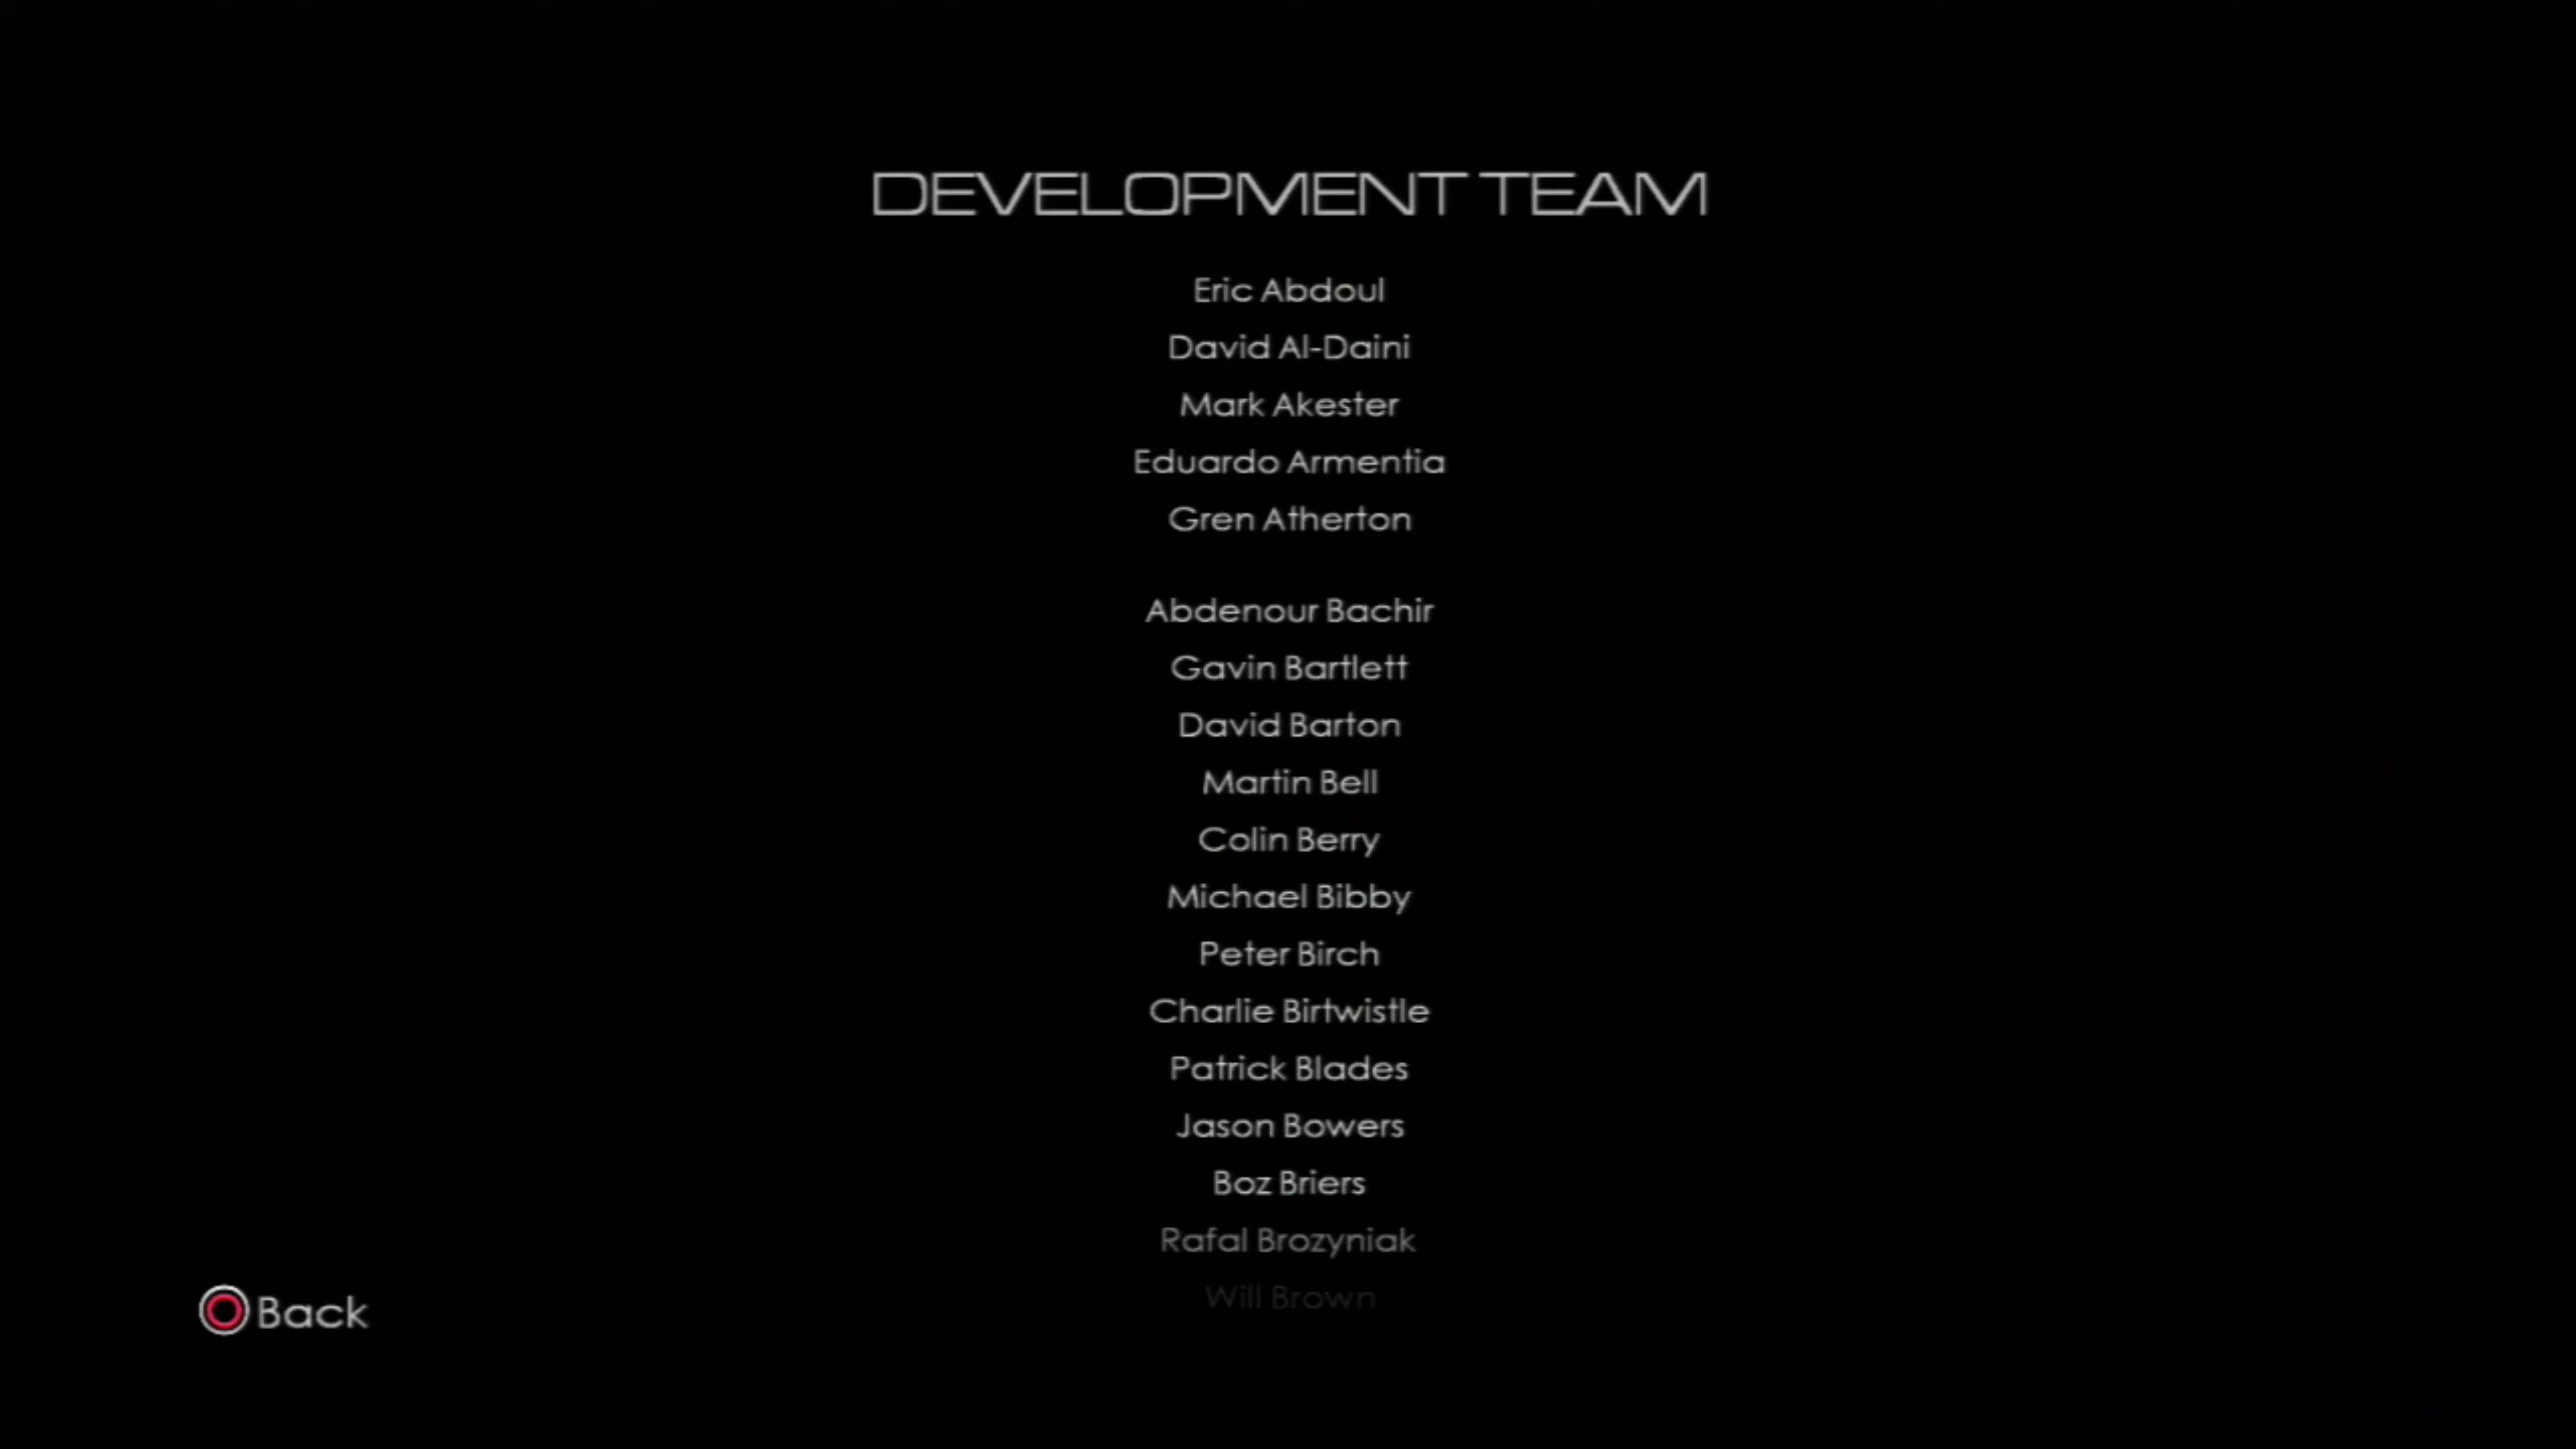 DEVELOPMENT TEAM
Eric Abdoul
David Al-Daini
Mark Akester
Eduardo Armentia
Gren Atherton
Abdenour Bachir
Gavin Bartlett
David Barton
Martin Bell
Colin Berry
Michael Bibby
Peter Birch
Charlie Birtwistle
Patrick Blades
Jason Bowers
Boz Briers
Rafal Brozyniak
Will Brown
Back